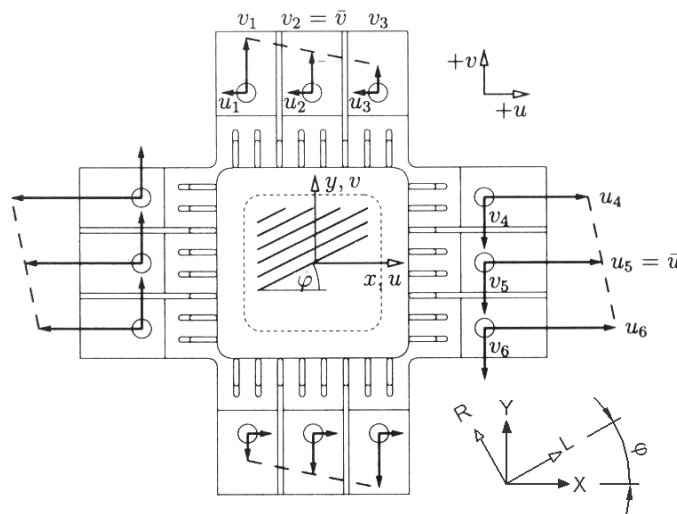 v₁ v₂ = v̄ v₃
+v
u₁ u₂ u₃
+u
y, v
u₄
v₄
x, u
u₅ = ū
φ
v₅
u₆
v₆
R Y L φ
X